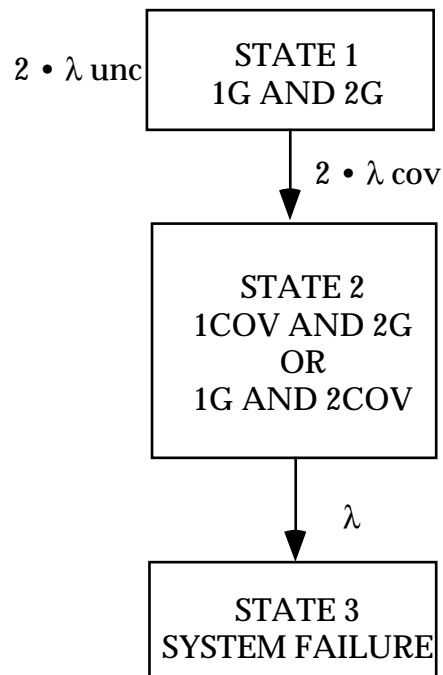 2 • λ unc
STATE 1
1G AND 2G
2 • λ cov
STATE 2
1COV AND 2G
OR
1G AND 2COV
λ
STATE 3
SYSTEM FAILURE